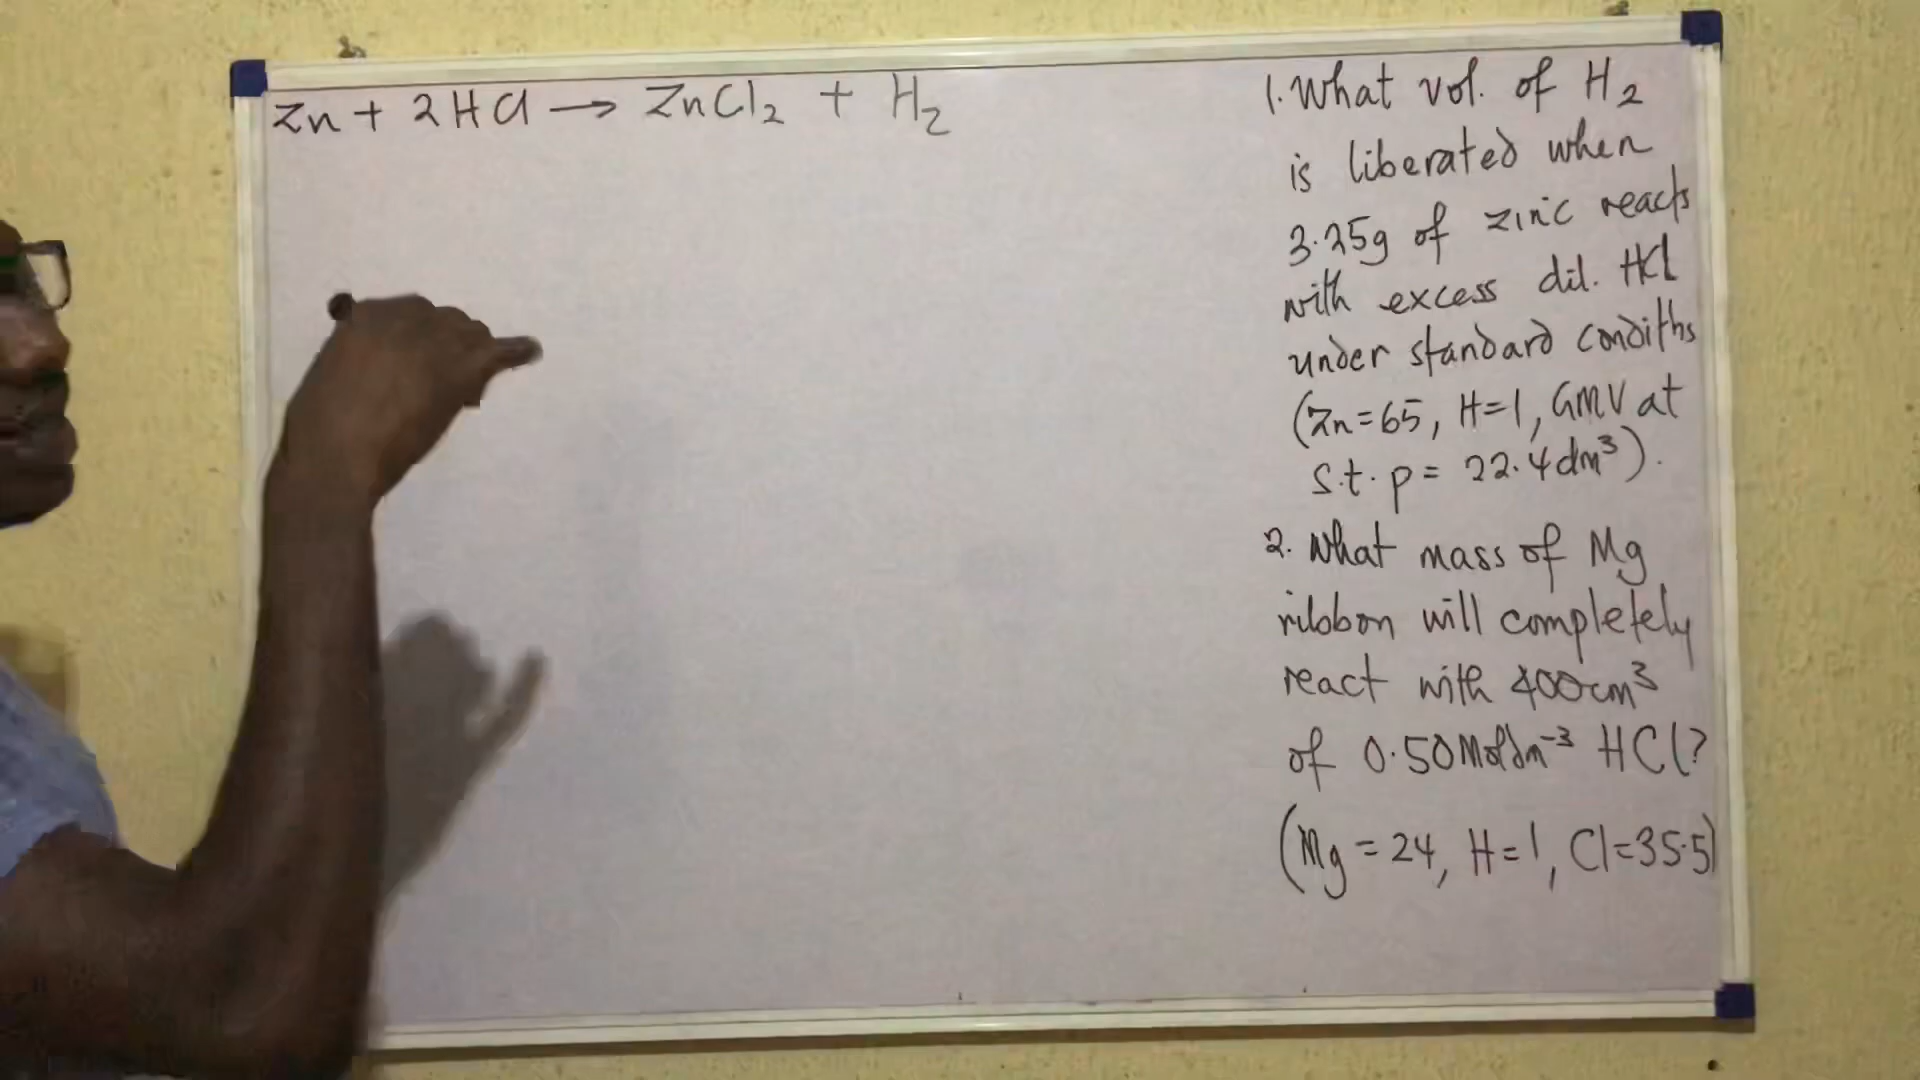 Zn + 2HCl → ZnCl₂ + H₂
1. What vol. of H₂
is liberated when
3.25g of zinc reacts
with excess dil. HCl
under standard condiths
(Zn=65, H=1, GMV at
s.t.p = 22.4dm³).
2. What mass of Mg
ribbon will completely
react with 400cm³
of 0.50Moldm⁻³ HCl?
(Mg = 24, H=1, Cl=35.5)